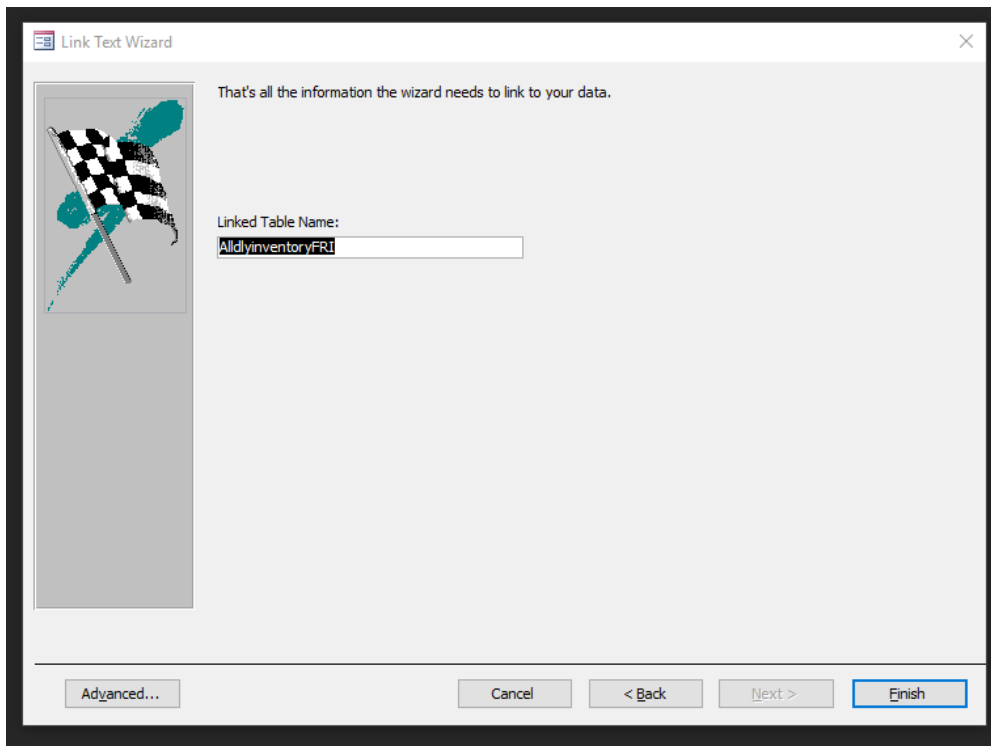 Link Text Wizard
That's all the information the wizard needs to link to your data.
Linked Table Name:
AlldlyinventoryFRI
Advanced...
Cancel
< Back
Next >
Finish